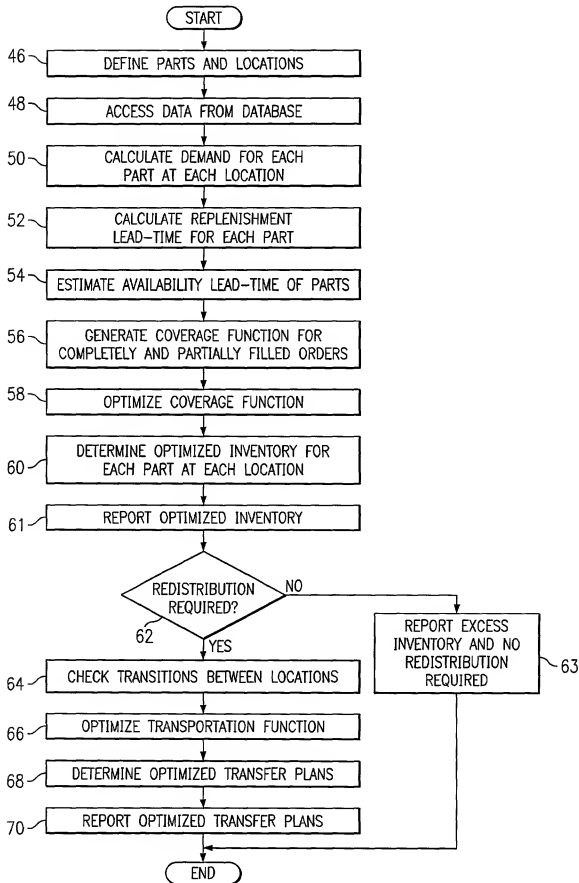 START
46
DEFINE PARTS AND LOCATIONS
48
ACCESS DATA FROM DATABASE
50
CALCULATE DEMAND FOR EACH
PART AT EACH LOCATION
52
CALCULATE REPLENISHMENT
LEAD-TIME FOR EACH PART
54
ESTIMATE AVAILABILITY LEAD-TIME OF PARTS
56
GENERATE COVERAGE FUNCTION FOR
COMPLETELY AND PARTIALLY FILLED ORDERS
58
OPTIMIZE COVERAGE FUNCTION
60
DETERMINE OPTIMIZED INVENTORY FOR
EACH PART AT EACH LOCATION
61
REPORT OPTIMIZED INVENTORY
REDISTRIBUTION
REQUIRED?
62
NO
YES
REPORT EXCESS
INVENTORY AND NO
REDISTRIBUTION
REQUIRED
63
64
CHECK TRANSITIONS BETWEEN LOCATIONS
66
OPTIMIZE TRANSPORTATION FUNCTION
68
DETERMINE OPTIMIZED TRANSFER PLANS
70
REPORT OPTIMIZED TRANSFER PLANS
END